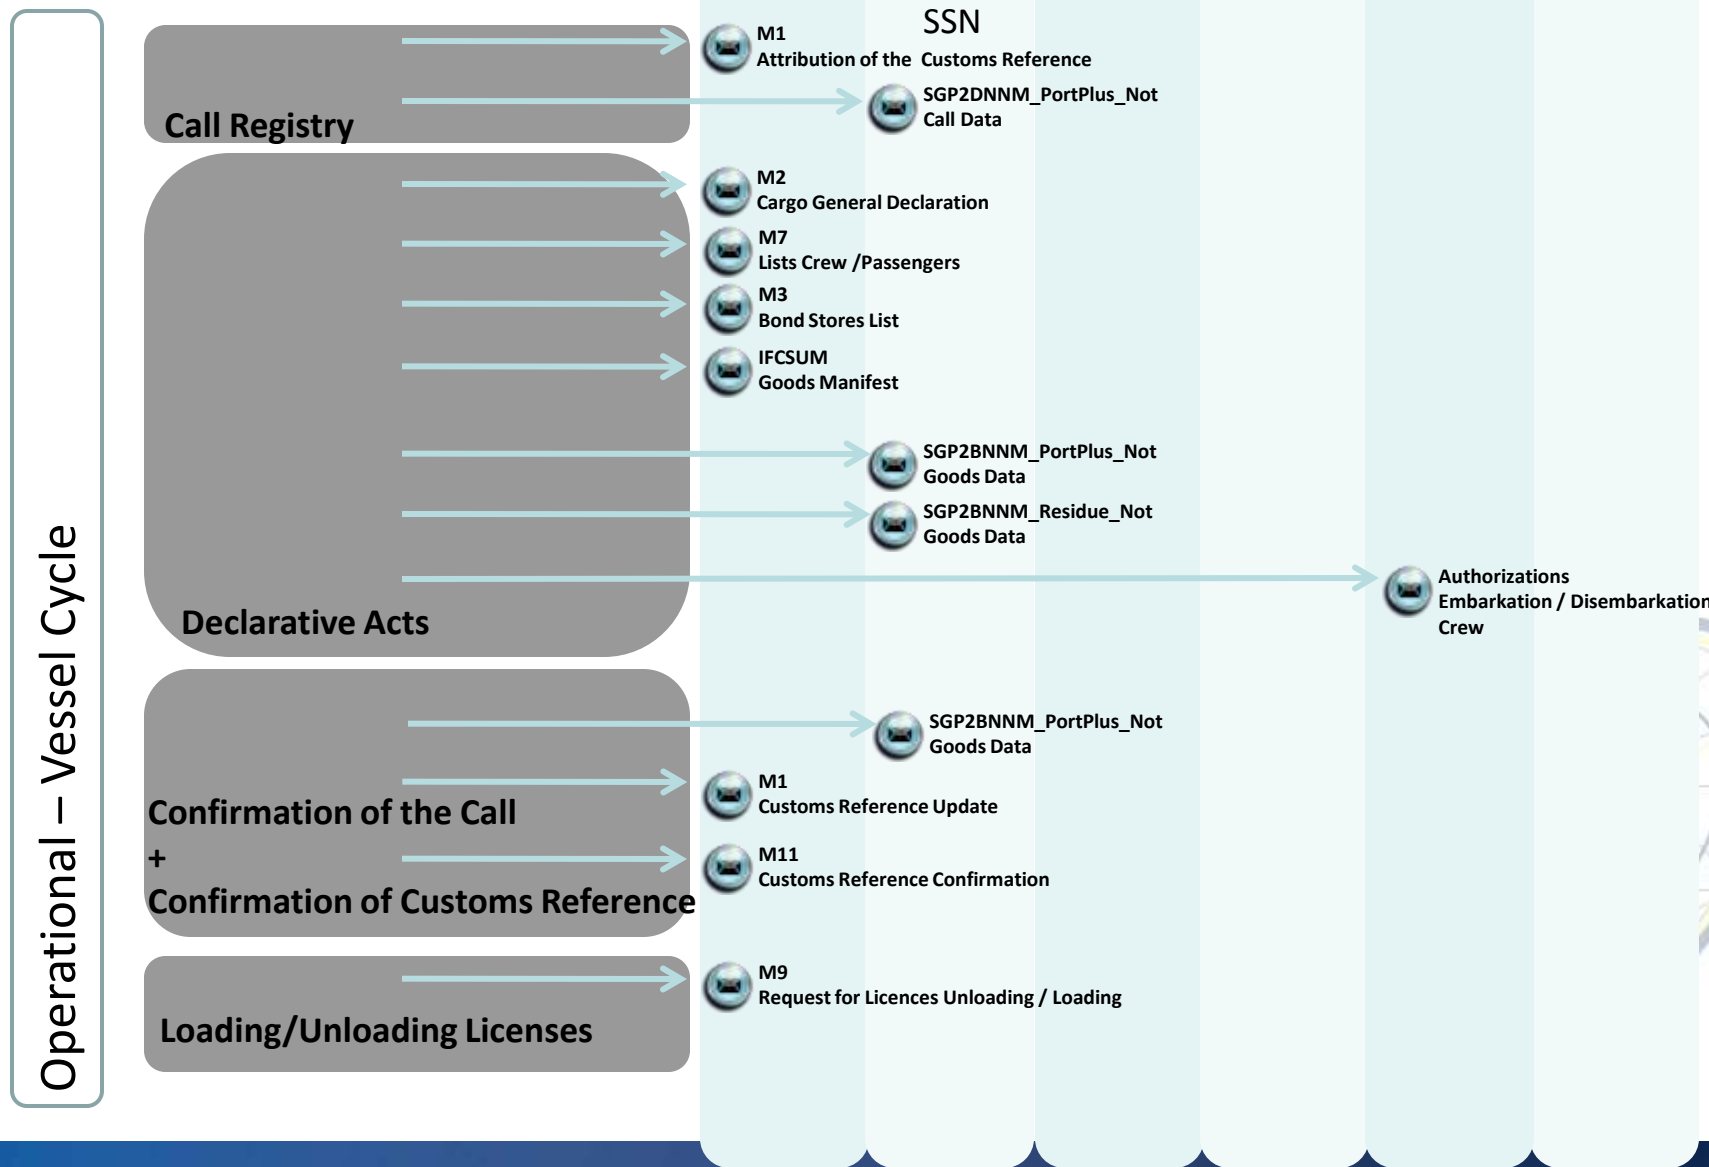 SSN
M1
Attribution of the Customs Reference
SGP2DNNM_PortPlus_Not
Call Data
Call Registry
M2
Cargo General Declaration
M7
Lists Crew /Passengers
M3
Bond Stores List
IFCSUM
Goods Manifest
SGP2BNNM_PortPlus_Not
Goods Data
SGP2BNNM_Residue_Not
Goods Data
Authorizations
Embarkation / Disembarkation
Crew
Declarative Acts
SGP2BNNM_PortPlus_Not
Goods Data
M1
Customs Reference Update
Confirmation of the Call
+
Confirmation of Customs Reference
M11
Customs Reference Confirmation
M9
Request for Licences Unloading / Loading
Loading/Unloading Licenses
Operational – Vessel Cycle